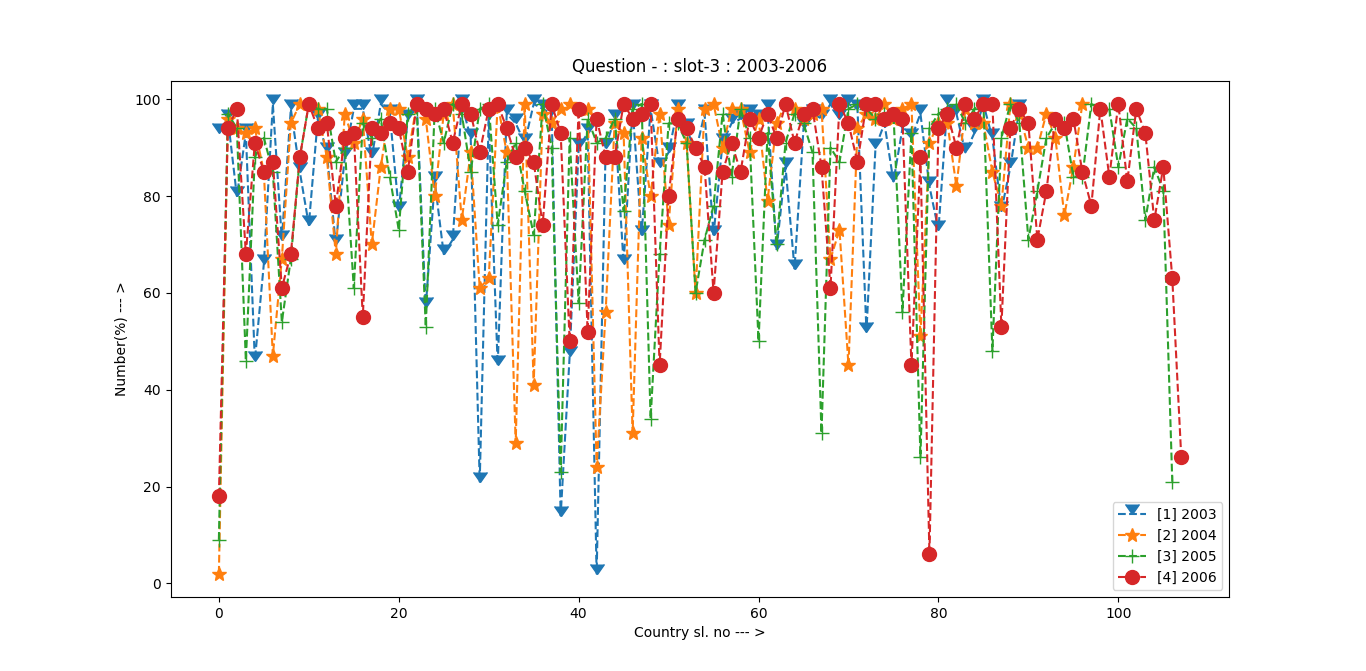 Question - : slot-3 : 2003-2006
Number(%) --- >
100
80
60
40
20
0
0 20 40 60 80 100
Country sl. no --- >
[1] 2003
[2] 2004
[3] 2005
[4] 2006